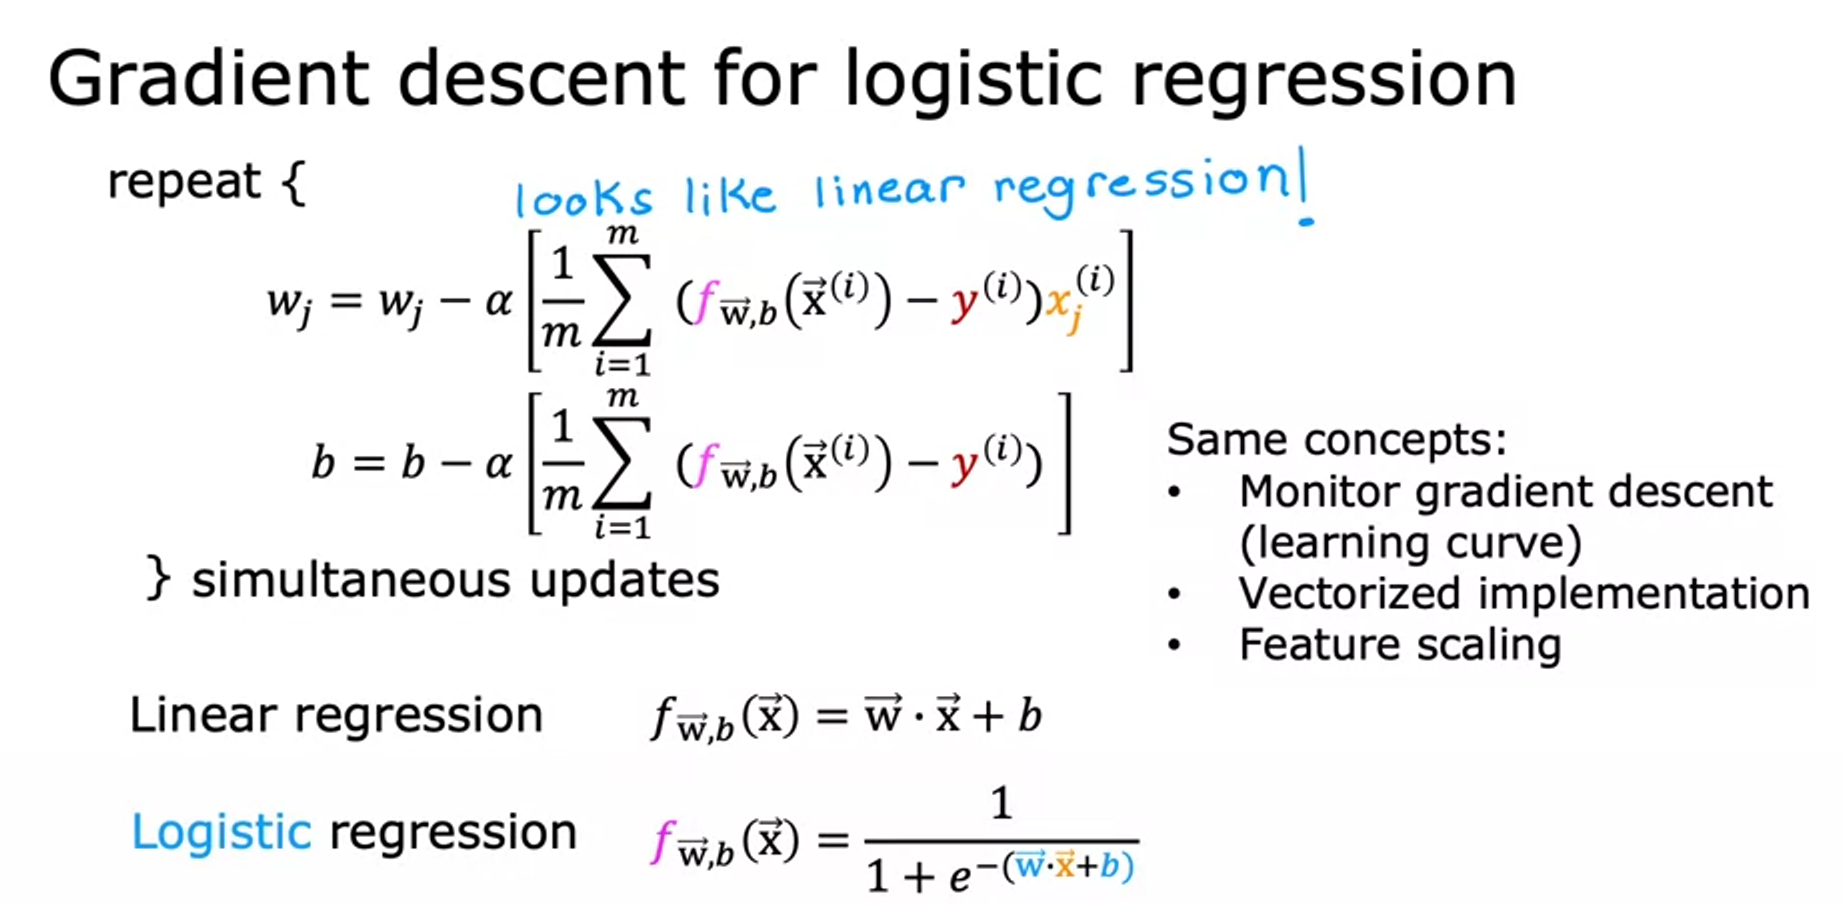 Gradient descent for logistic regression
repeat {
looks like linear regression!
$w_j = w_j - \alpha \left[ \frac{1}{m} \sum_{i=1}^{m} (f_{\vec{w},b}(\vec{x}^{(i)}) - y^{(i)}) x_j^{(i)} \right]$
$b = b - \alpha \left[ \frac{1}{m} \sum_{i=1}^{m} (f_{\vec{w},b}(\vec{x}^{(i)}) - y^{(i)}) \right]$
} simultaneous updates
Same concepts:
• Monitor gradient descent
(learning curve)
• Vectorized implementation
• Feature scaling
Linear regression $f_{\vec{w},b}(\vec{x}) = \vec{w} \cdot \vec{x} + b$
Logistic regression $f_{\vec{w},b}(\vec{x}) = \frac{1}{1 + e^{-(\vec{w} \cdot \vec{x} + b)}}$